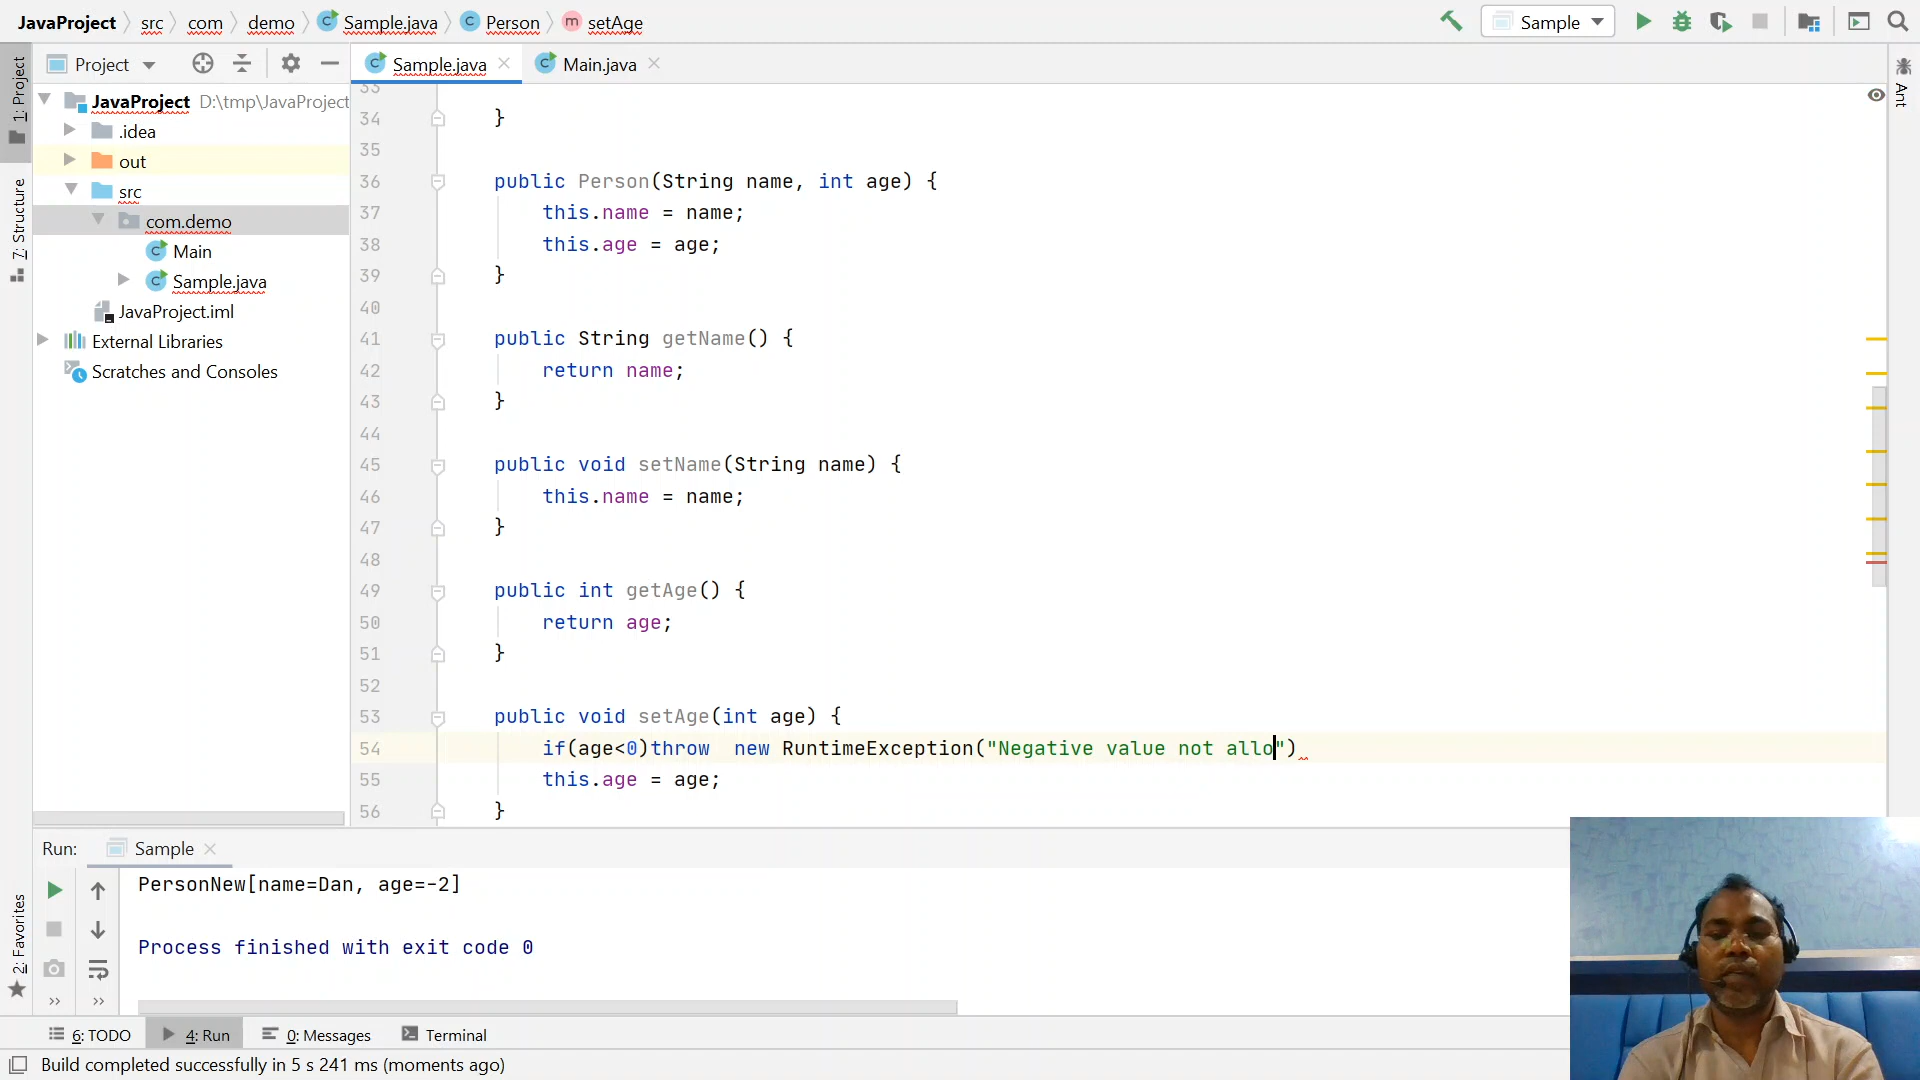 JavaProject src com demo Sample.java Person setAge
Sample
Project
Sample.java
Main.java
1: Project
7: Structure
2: Favorites
Ant
JavaProject D:\tmp\JavaProject
.idea
out
src
com.demo
Main
Sample.java
JavaProject.iml
External Libraries
Scratches and Consoles
33
34 }
35
36 public Person(String name, int age) {
37 this.name = name;
38 this.age = age;
39 }
40
41 public String getName() {
42 return name;
43 }
44
45 public void setName(String name) {
46 this.name = name;
47 }
48
49 public int getAge() {
50 return age;
51 }
52
53 public void setAge(int age) {
54 if(age<0)throw  new RuntimeException("Negative value not allo")
55 this.age = age;
56 }
Run: Sample
PersonNew[name=Dan, age=-2]
Process finished with exit code 0
6: TODO
4: Run
0: Messages
Terminal
Build completed successfully in 5 s 241 ms (moments ago)